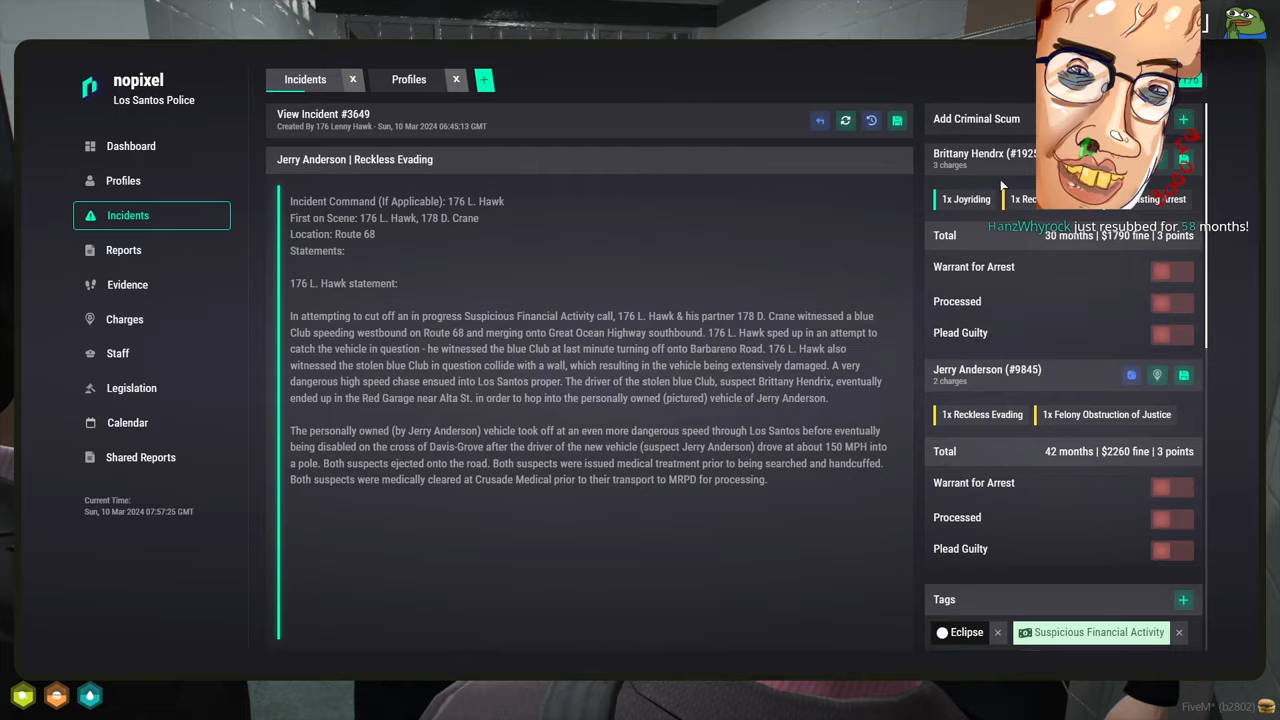 nopixel
Los Santos Police
Dashboard
Profiles
Incidents
Reports
Evidence
Charges
Staff
Legislation
Calendar
Shared Reports
Current Time:
Sun, 10 Mar 2024 07:57:25 GMT
Incidents x Profiles x +
View Incident #3649
Created By 176 Lenny Hawk - Sun, 10 Mar 2024 06:45:13 GMT
Jerry Anderson | Reckless Evading
Incident Command (If Applicable): 176 L. Hawk
First on Scene: 176 L. Hawk, 178 D. Crane
Location: Route 68
Statements:
176 L. Hawk statement:
In attempting to cut off an in progress Suspicious Financial Activity call, 176 L. Hawk & his partner 178 D. Crane witnessed a blue
Club speeding westbound on Route 68 and merging onto Great Ocean Highway southbound. 176 L. Hawk sped up in an attempt to
catch the vehicle in question - he witnessed the blue Club at last minute turning off onto Barbareno Road. 176 L. Hawk also
witnessed the stolen blue Club in question collide with a wall, which resulting in the vehicle being extensively damaged. A very
dangerous high speed chase ensued into Los Santos proper. The driver of the stolen blue Club, suspect Brittany Hendrix, eventually
ended up in the Red Garage near Alta St. in order to hop into the personally owned (pictured) vehicle of Jerry Anderson.
The personally owned (by Jerry Anderson) vehicle took off at an even more dangerous speed through Los Santos before eventually
being disabled on the cross of Davis-Grove after the driver of the new vehicle (suspect Jerry Anderson) drove at about 150 MPH into
a pole. Both suspects ejected onto the road. Both suspects were issued medical treatment prior to being searched and handcuffed.
Both suspects were medically cleared at Crusade Medical prior to their transport to MRPD for processing.
Add Criminal Scum +
Brittany Hendrx (#1925
3 charges
1x Joyriding 1x Arrest
HanzWhyrock just resubbed for 58 months!
Total 30 months | $1790 fine | 3 points
Warrant for Arrest
Processed
Plead Guilty
Jerry Anderson (#9845)
2 charges
1x Reckless Evading 1x Felony Obstruction of Justice
Total 42 months | $2260 fine | 3 points
Warrant for Arrest
Processed
Plead Guilty
Tags +
Eclipse x Suspicious Financial Activity x
FiveM* (b2802)